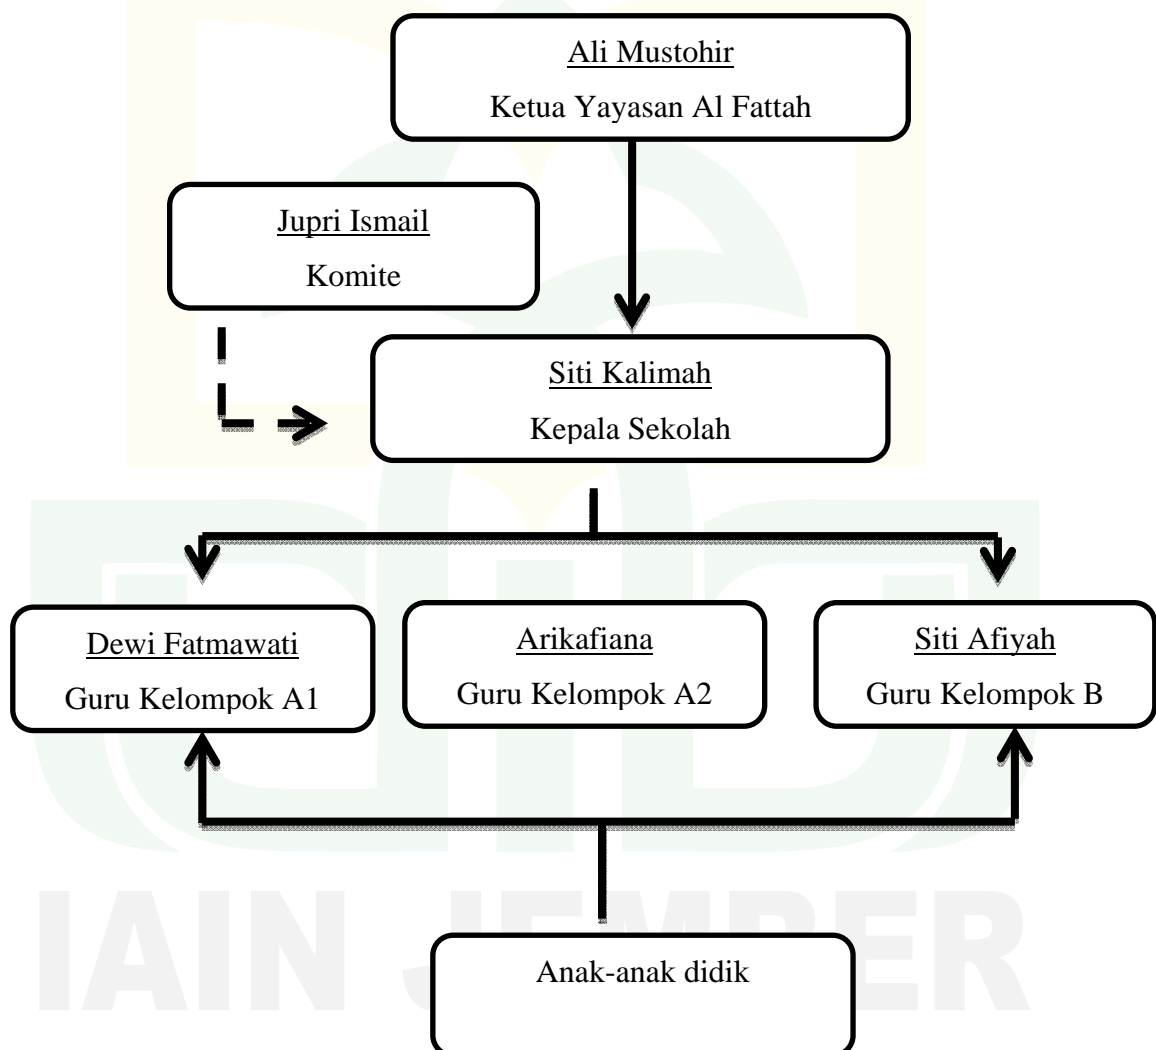 Ali Mustohir
Ketua Yayasan Al Fattah
Jupri Ismail
Komite
Siti Kalimah
Kepala Sekolah
Dewi Fatmawati
Guru Kelompok A1
Arikafiana
Guru Kelompok A2
Siti Afiyah
Guru Kelompok B
Anak-anak didik
IAIN JEMBER